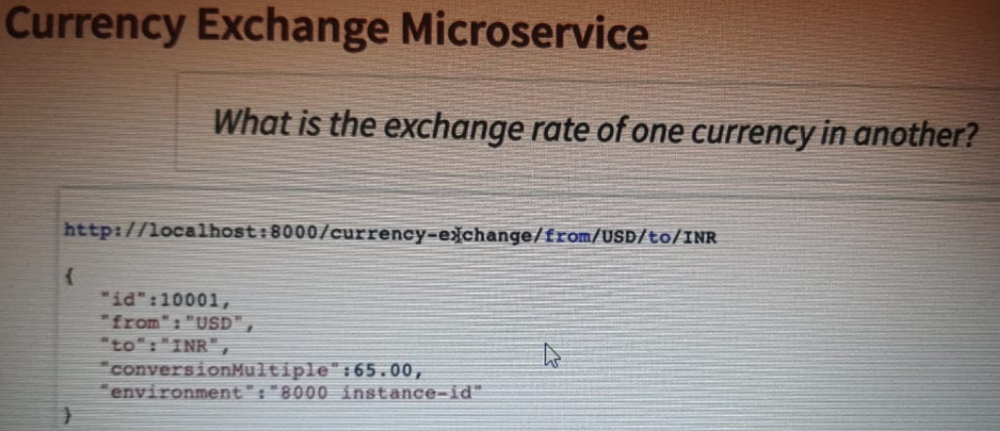 Currency Exchange Microservice
What is the exchange rate of one currency in another?
http://localhost:8000/currency-exchange/from/USD/to/INR
{
"id":10001,
"from":"USD",
"to":"INR",
"conversionMultiple":65.00,
"environment":"8000 instance-id"
}